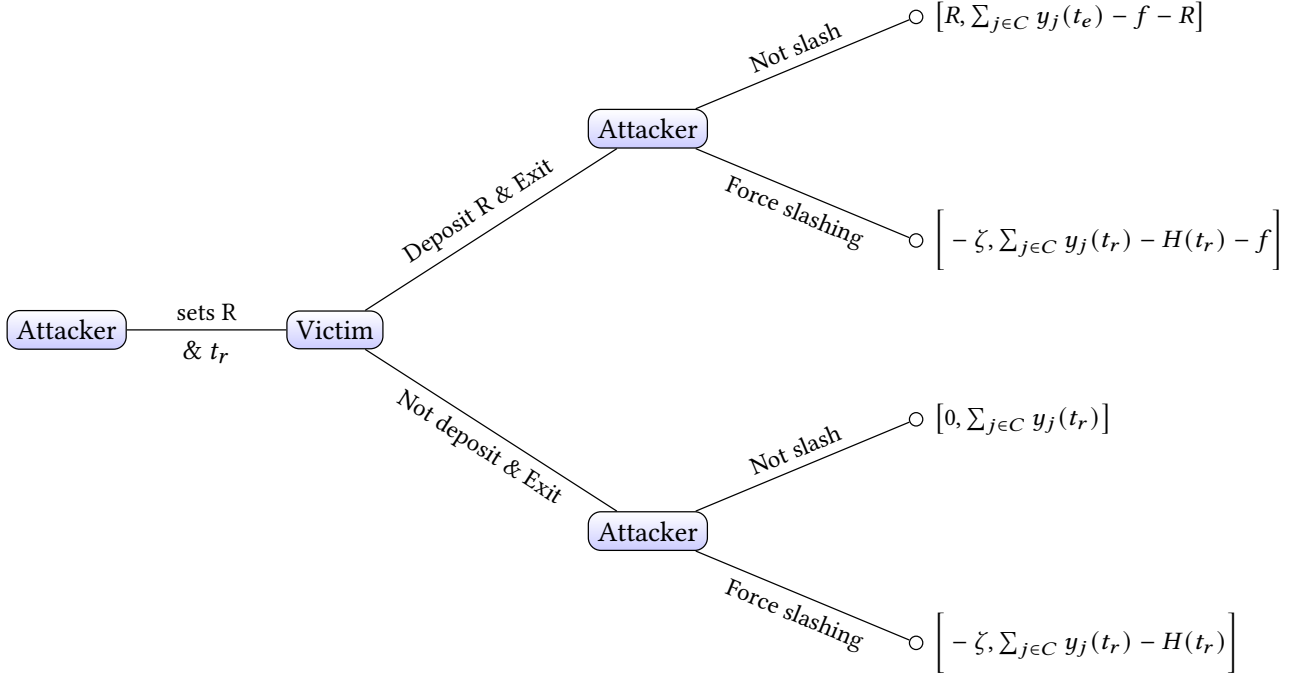 [R, ∑_{j∈C} y_j(t_e) − f − R]
Not slash
Attacker
Force slashing
[ − ζ, ∑_{j∈C} y_j(t_r) − H(t_r) − f ]
Deposit R & Exit
Attacker
sets R
& t_r
Victim
Not deposit & Exit
[0, ∑_{j∈C} y_j(t_r)]
Not slash
Attacker
Force slashing
[ − ζ, ∑_{j∈C} y_j(t_r) − H(t_r) ]